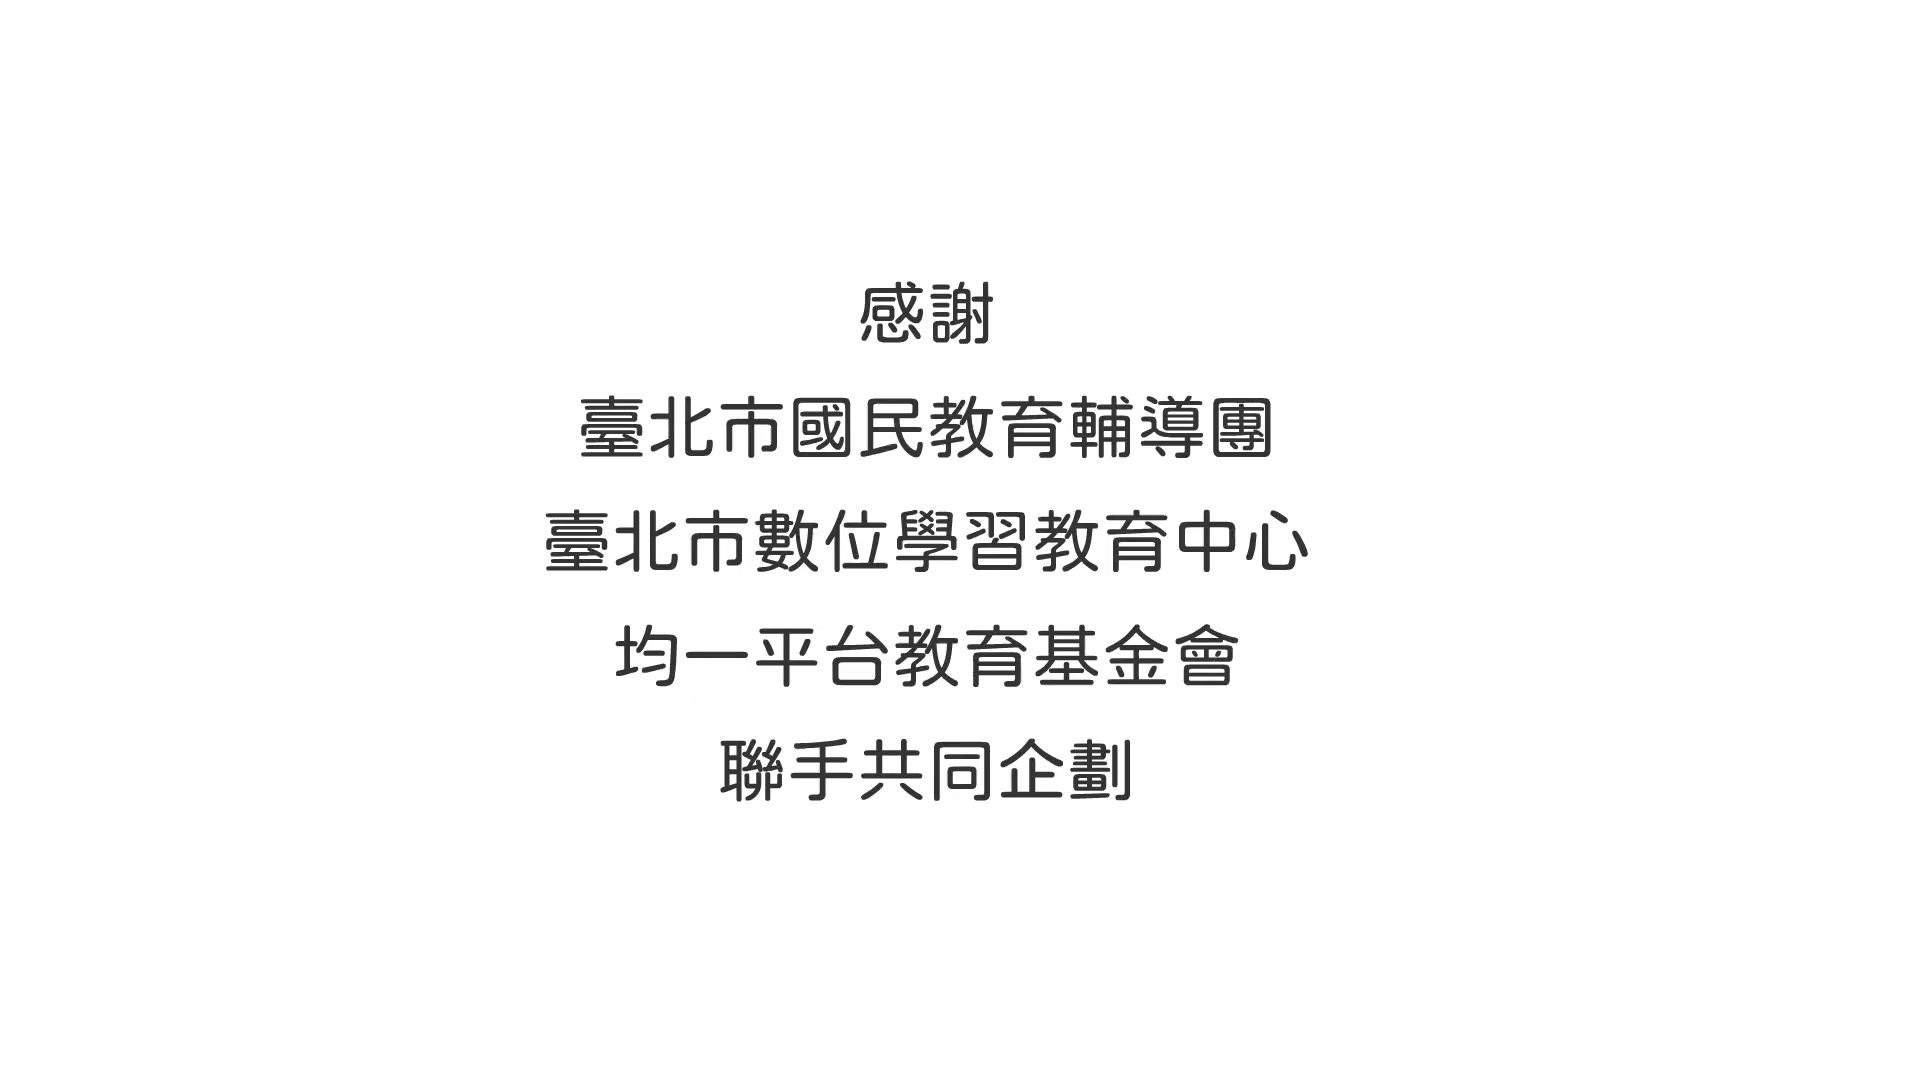 感謝
臺北市國民教育輔導團
臺北市數位學習教育中心
均一平台教育基金會
聯手共同企劃